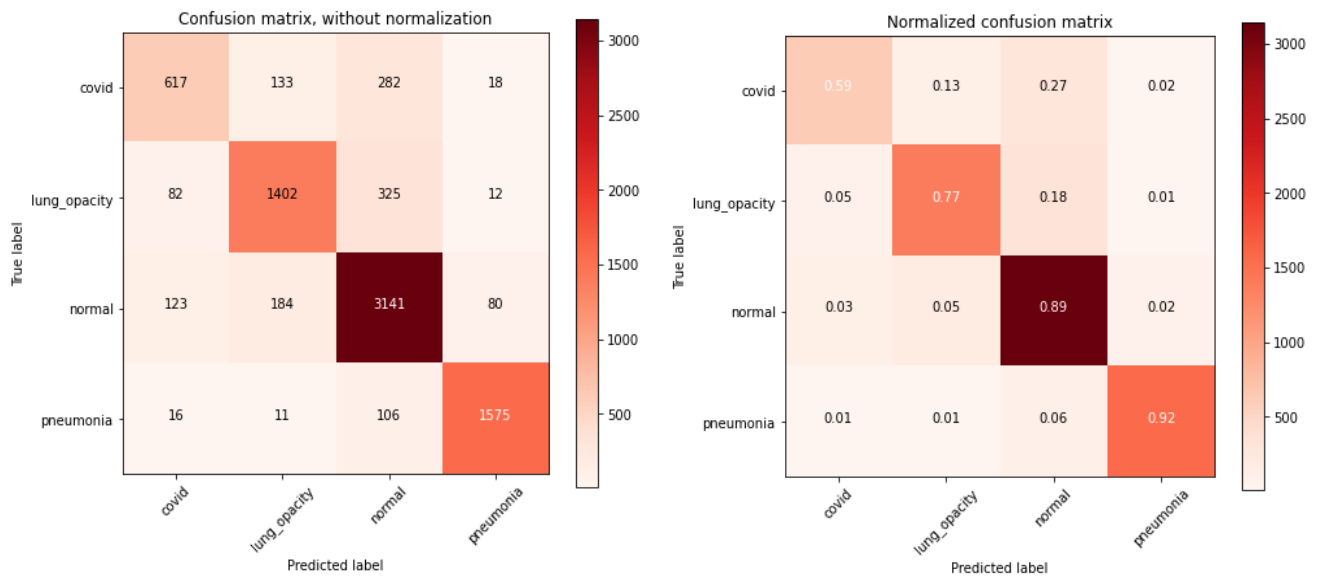 Confusion matrix, without normalization
covid 617 133 282 18
lung_opacity 82 1402 325 12
normal 123 184 3141 80
pneumonia 16 11 106 1575
covid lung_opacity normal pneumonia
True label
Predicted label
3000
2500
2000
1500
1000
500
Normalized confusion matrix
covid 0.59 0.13 0.27 0.02
lung_opacity 0.05 0.77 0.18 0.01
normal 0.03 0.05 0.89 0.02
pneumonia 0.01 0.01 0.06 0.92
covid lung_opacity normal pneumonia
True label
Predicted label
3000
2500
2000
1500
1000
500